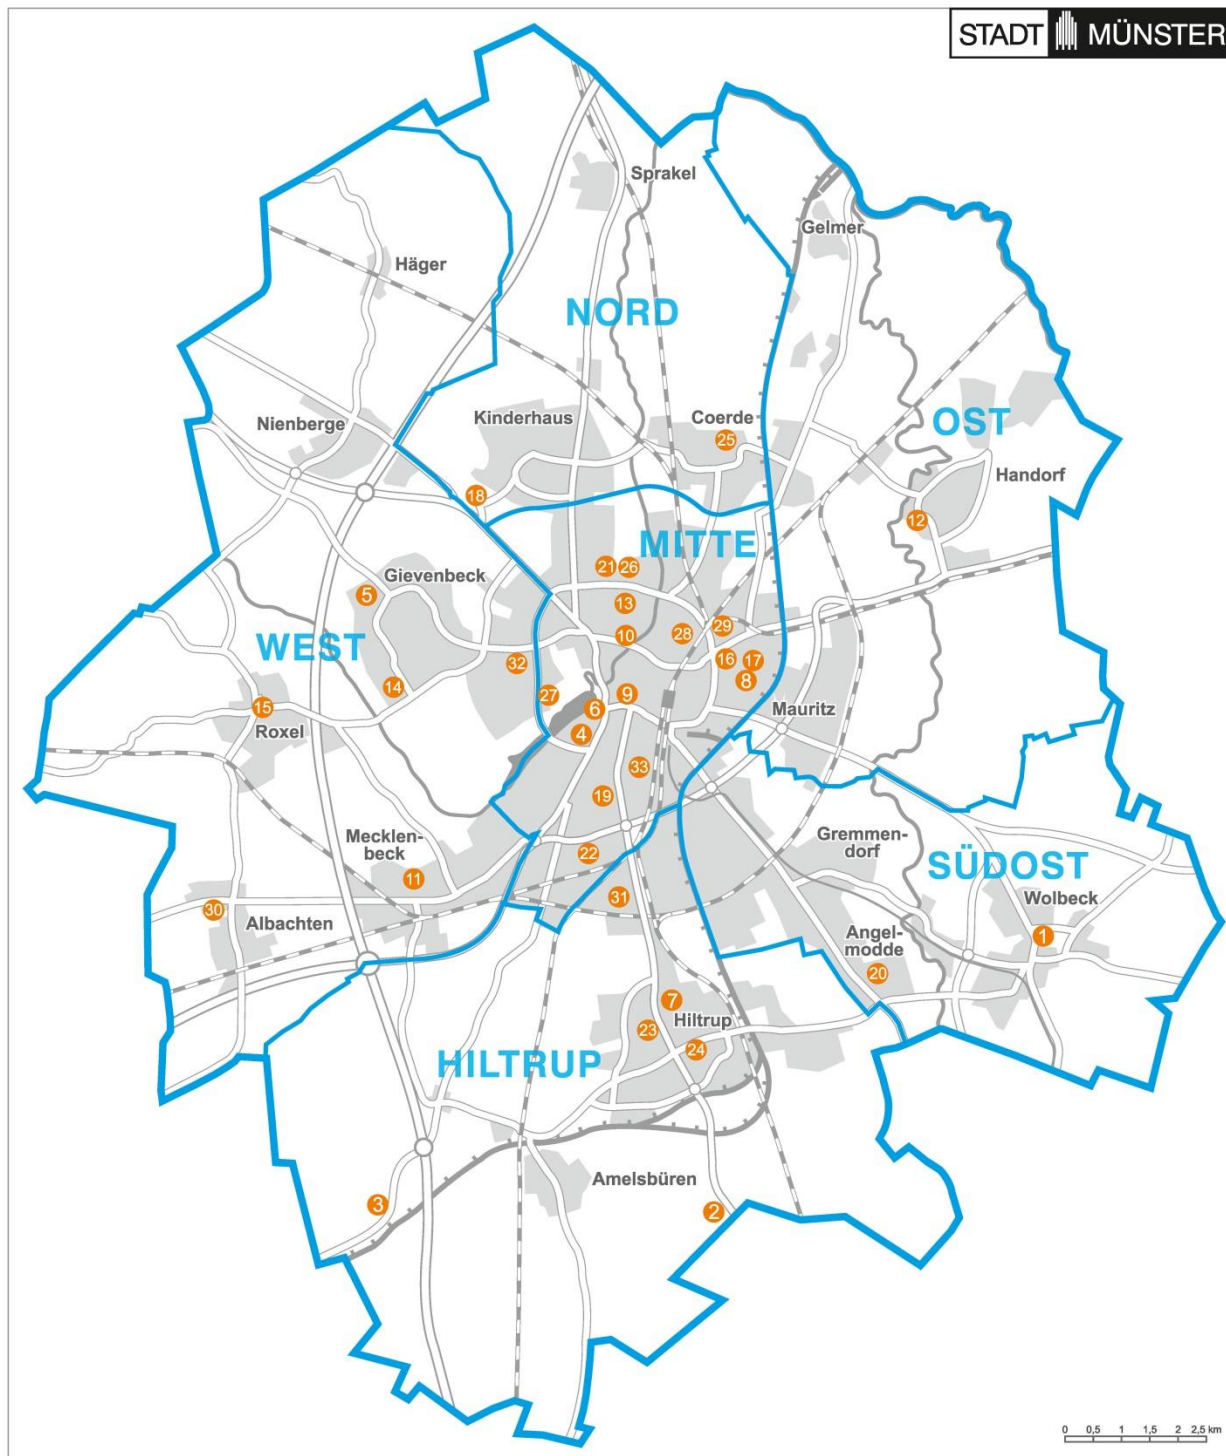 STADT MÜNSTER
Sprakel
Gelmer
Häger
NORD
Kinderhaus
Coerde
OST
Nienberge
25
Handorf
18
12
MITTE
21 26
Gievenbeck
5
13
WEST
10
28
29
32
16
17
14
8
27
9
15
6
Mauritz
Roxel
4
33
19
Mecklen-
beck
22
Gremmen-
dorf
SÜDOST
11
31
Wolbeck
30
Albachten
Angel-
modde
1
20
7
Hiltrup
23
24
HILTRUP
Amelsbüren
3
2
0 0,5 1 1,5 2 2,5 km